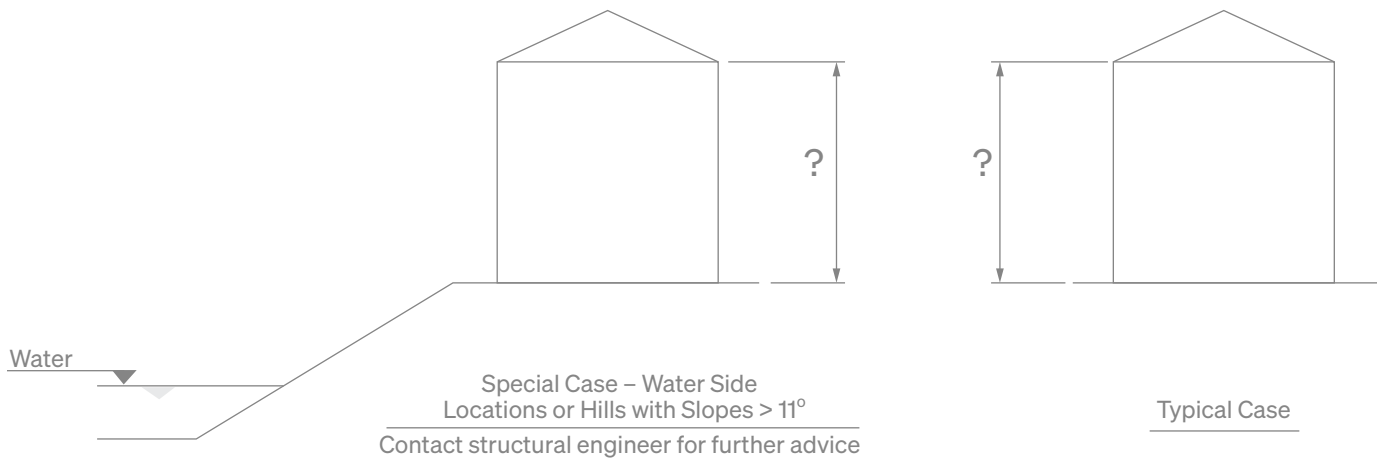 ?
?
Water
Special Case – Water Side
Locations or Hills with Slopes > 11°
Contact structural engineer for further advice
Typical Case